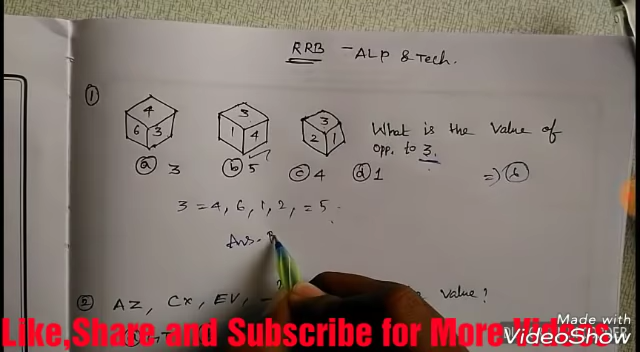 RRB - ALP & Tech.
①
4 6 3
3 1 4
3 2 1
What is the Value of
opp. to 3.
ⓐ 3 ⓑ 5 ⓒ 4 ⓓ 1 => ⓑ
3 = 4, 6, 1, 2, = 5.
Ans - B
② AZ, CX, EV, - ? value?
Made with
VideoShow
Like,Share and Subscribe for More Videos